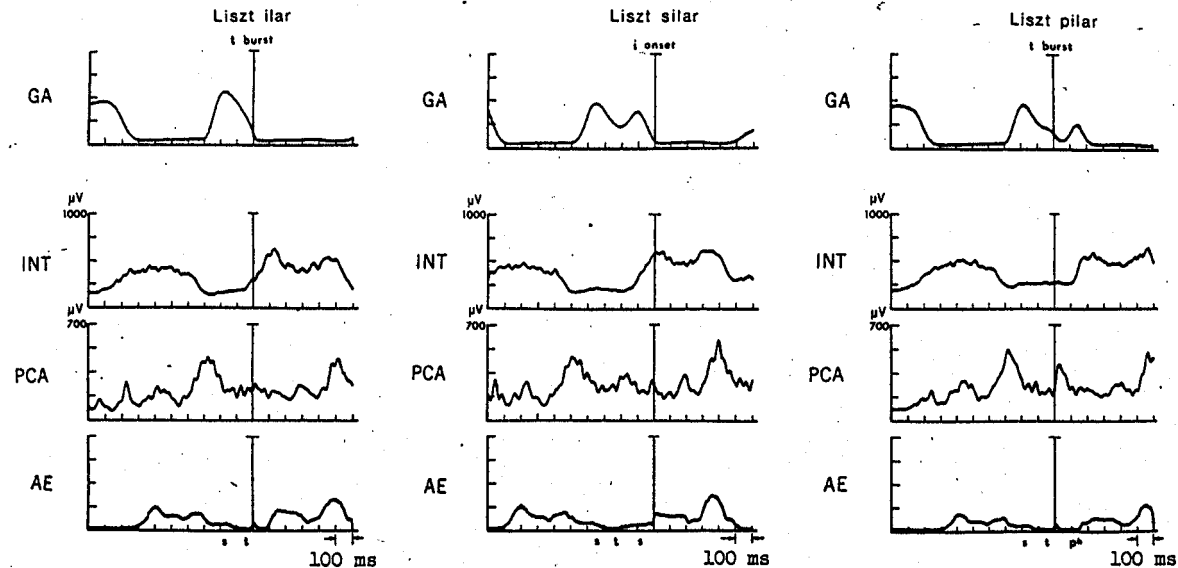 Liszt ilar
t burst
GA
μV
1000
INT
μV
700
PCA
AE
s t
100 ms
Liszt silar
i onset
GA
μV
1000
INT
700
PCA
AE
s t s
100 ms
Liszt pilar
t burst
GA
μV
1000
INT
μV
700
PCA
AE
s t ph
100 ms